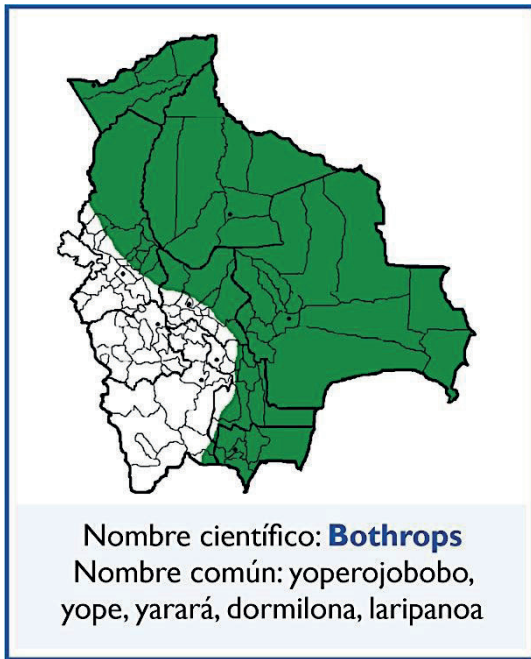 Nombre científico: Bothrops
Nombre común: yoperojobobo,
yope, yarará, dormilona, laripanoa